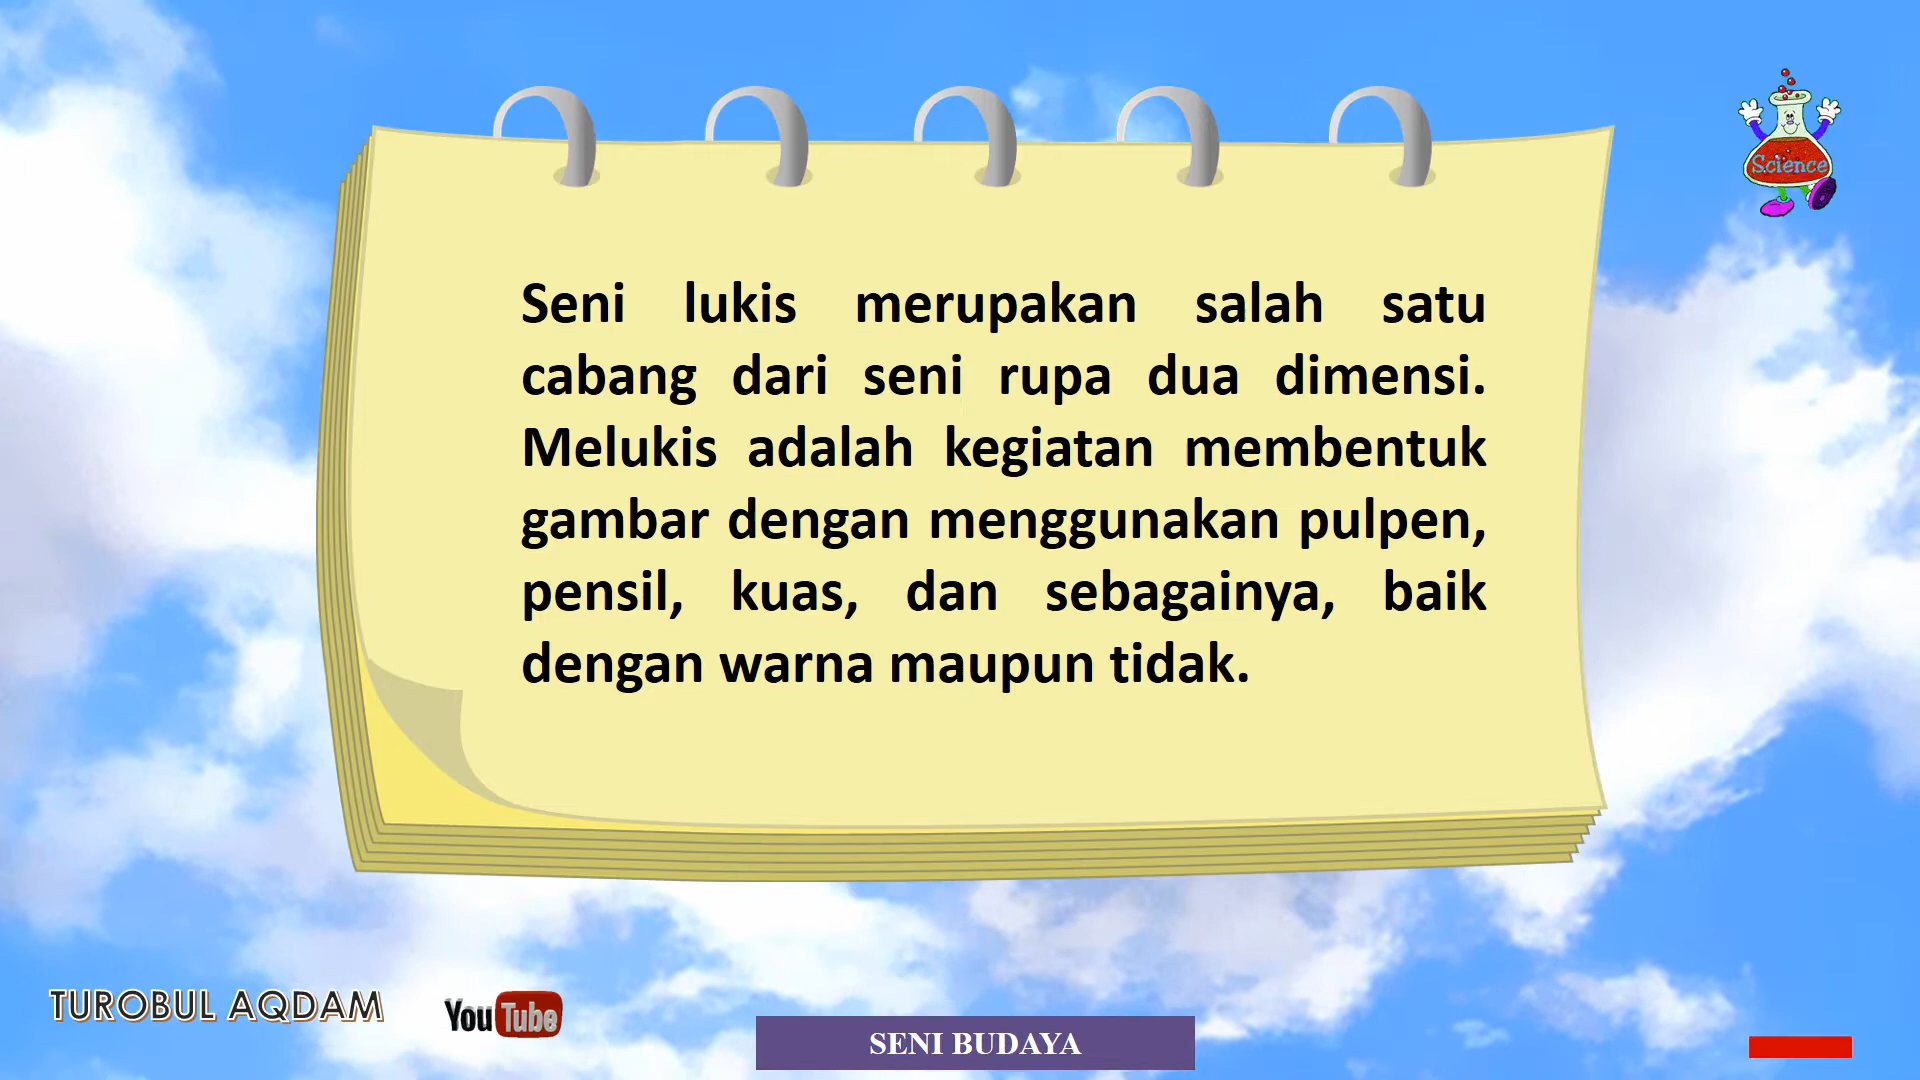 Science
Seni lukis merupakan salah satu
cabang dari seni rupa dua dimensi.
Melukis adalah kegiatan membentuk
gambar dengan menggunakan pulpen,
pensil, kuas, dan sebagainya, baik
dengan warna maupun tidak.
TUROBUL AQDAM
YouTube
SENI BUDAYA